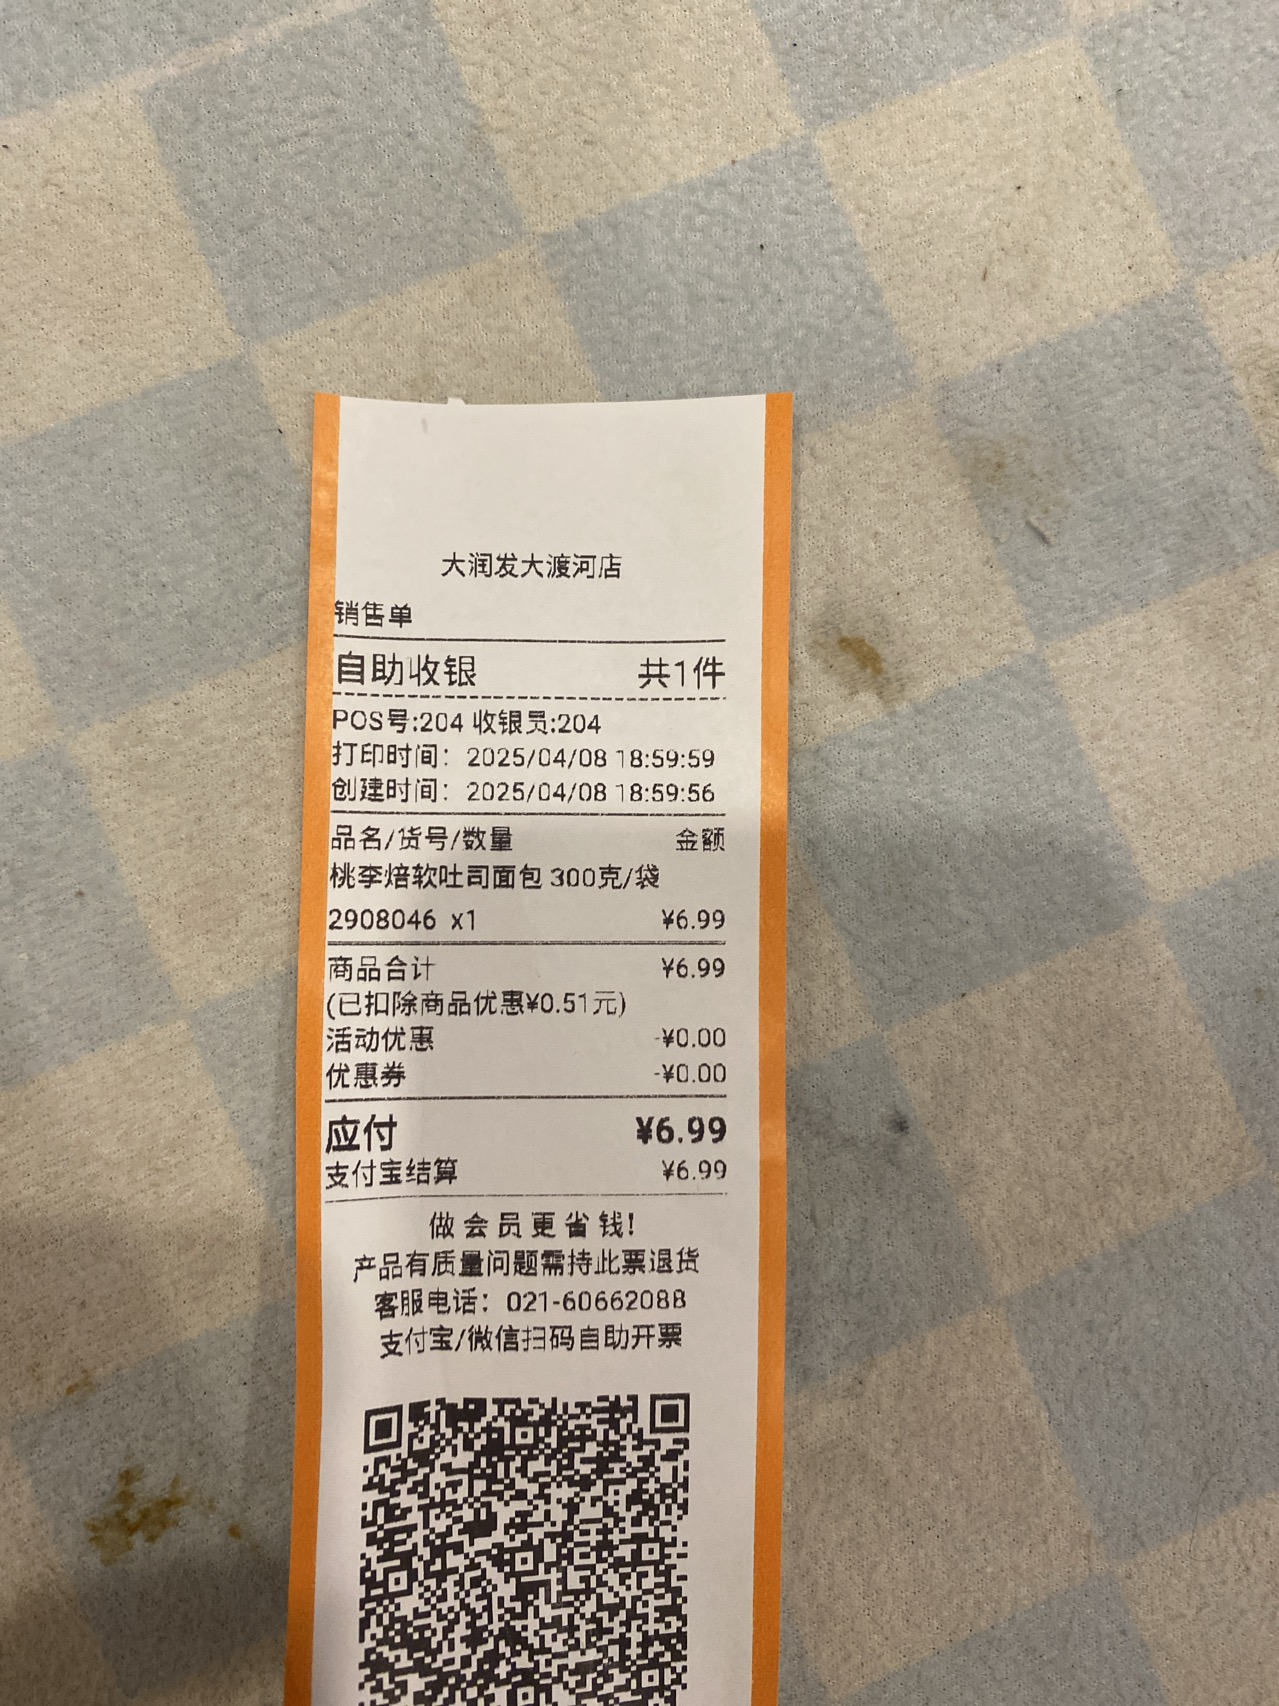 大润发大渡河店
销售单
自助收银 共1件
POS号:204 收银员:204
打印时间: 2025/04/08 18:59:59
创建时间: 2025/04/08 18:59:56
品名/货号/数量 金额
桃李焙软吐司面包 300克/袋
2908046 x1 ¥6.99
商品合计 ¥6.99
(已扣除商品优惠¥0.51元)
活动优惠 -¥0.00
优惠券 -¥0.00
应付 ¥6.99
支付宝结算 ¥6.99
做会员更省钱!
产品有质量问题需持此票退货
客服电话: 021-60662088
支付宝/微信扫码自助开票